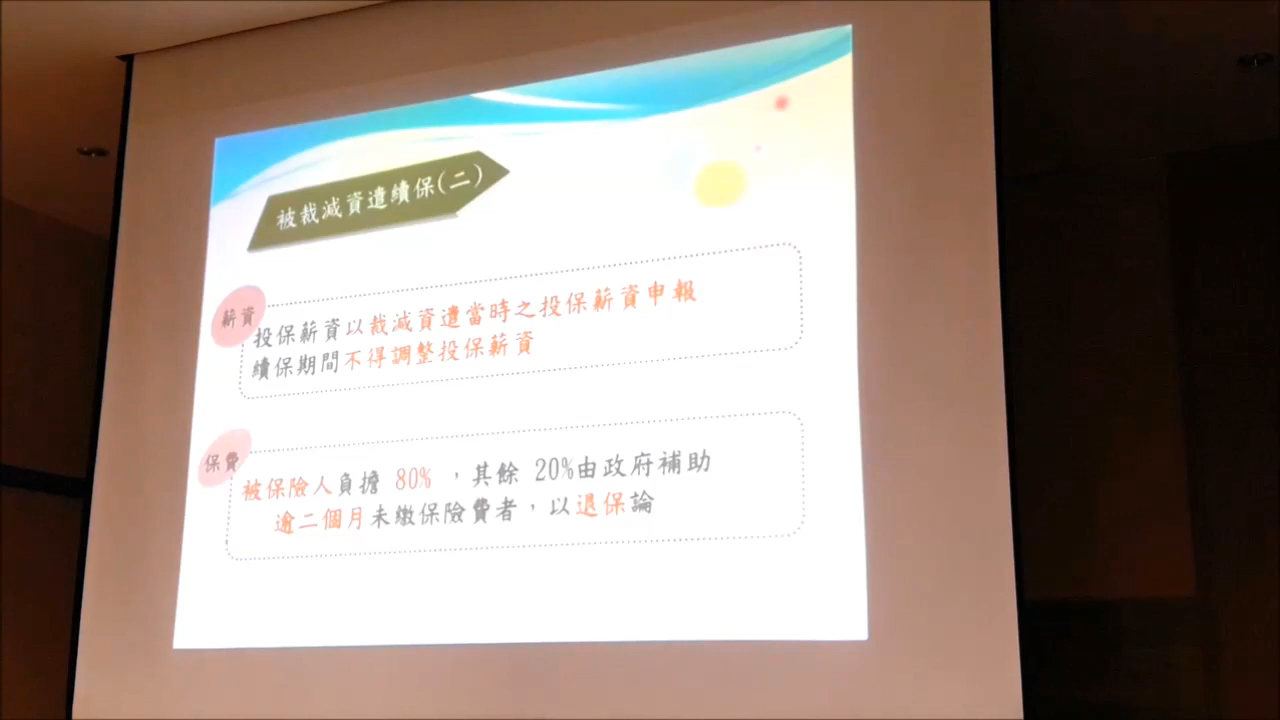 被裁減資遣續保(二)
薪資
投保薪資以裁減資遣當時之投保薪資申報
續保期間不得調整投保薪資
保費
被保險人負擔 80% ，其餘 20%由政府補助
逾二個月未繳保險費者，以退保論